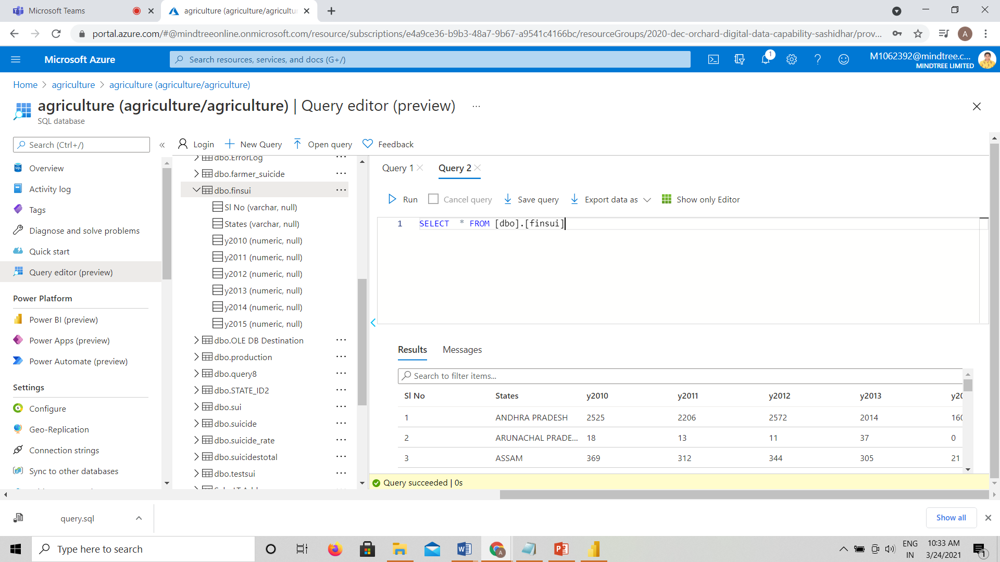 Microsoft Teams
agriculture (agriculture/agricultur
portal.azure.com/#@mindtreeonline.onmicrosoft.com/resource/subscriptions/e4a9ce36-b9b3-48a7-9b67-a9541c4166bc/resourceGroups/2020-dec-orchard-digital-data-capability-sashidhar/prov...
A
Microsoft Azure
Search resources, services, and docs (G+/)
1
M1062392@mindtree.c...
MINDTREE LIMITED
Home > agriculture > agriculture (agriculture/agriculture)
agriculture (agriculture/agriculture) | Query editor (preview) ...
SQL database
Search (Ctrl+/)
«
Overview
Activity log
Tags
Diagnose and solve problems
Quick start
Query editor (preview)
Power Platform
Power BI (preview)
Power Apps (preview)
Power Automate (preview)
Settings
Configure
Geo-Replication
Connection strings
Sync to other databases
Login
New Query
Open query
Feedback
dbo.ErrorLog
dbo.farmer_suicide
dbo.finsui
Sl No (varchar, null)
States (varchar, null)
y2010 (numeric, null)
y2011 (numeric, null)
y2012 (numeric, null)
y2013 (numeric, null)
y2014 (numeric, null)
y2015 (numeric, null)
dbo.OLE DB Destination
dbo.production
dbo.query8
dbo.STATE_ID2
dbo.sui
dbo.suicide
dbo.suicide_rate
dbo.suicidestotal
dbo.testsui
Query 1
Query 2
Run
Cancel query
Save query
Export data as
Show only Editor
1 SELECT * FROM [dbo].[finsui]
Results
Messages
Search to filter items...
Sl No States y2010 y2011 y2012 y2013 y20
1 ANDHRA PRADESH 2525 2206 2572 2014 160
2 ARUNACHAL PRADE... 18 13 11 37 0
3 ASSAM 369 312 344 305 21
Query succeeded | 0s
query.sql
Show all
Type here to search
ENG
IN
10:33 AM
3/24/2021
1